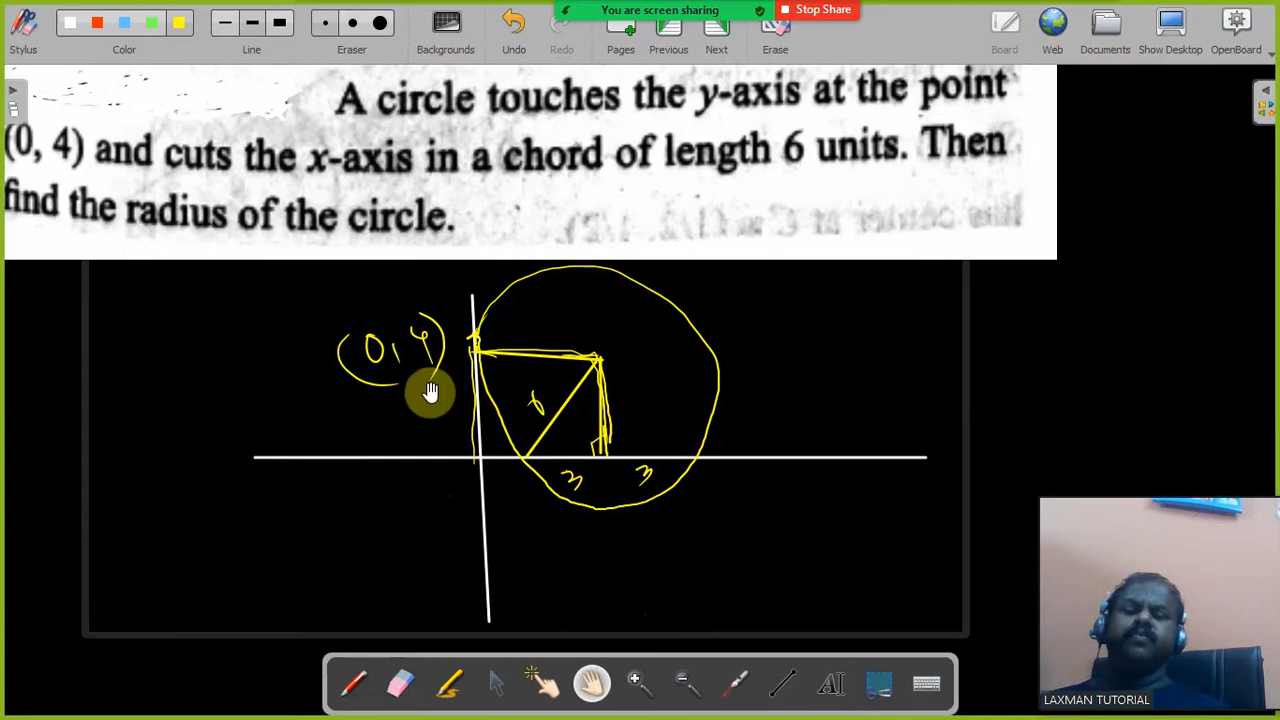 You are screen sharing
Stop Share
Stylus
Color
Line
Eraser
Backgrounds
Undo
Redo
Pages
Previous
Next
Erase
Board
Web
Documents
Show Desktop
OpenBoard
A circle touches the y-axis at the point
(0, 4) and cuts the x-axis in a chord of length 6 units. Then
find the radius of the circle.
(0, 4)
3 3
AI
LAXMAN TUTORIAL